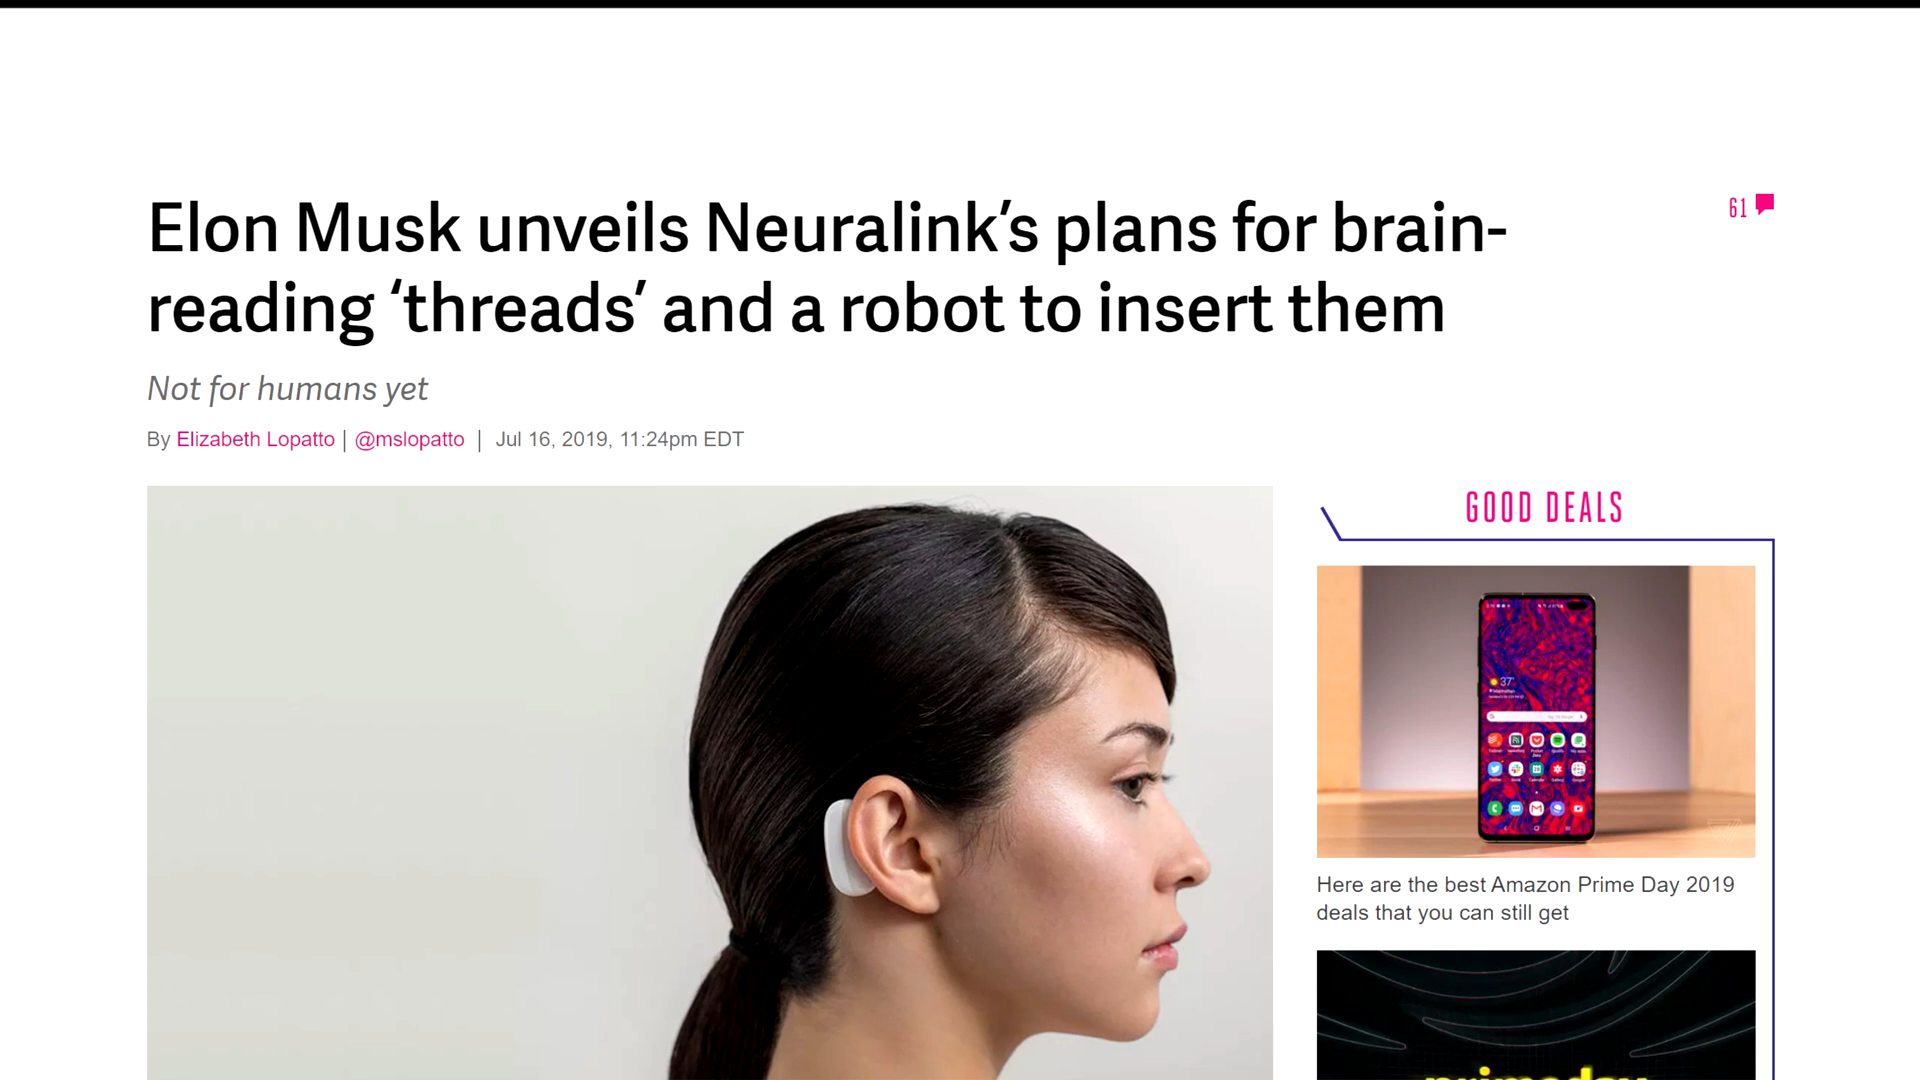 Elon Musk unveils Neuralink’s plans for brain-
reading ‘threads’ and a robot to insert them
61
Not for humans yet
By Elizabeth Lopatto | @mslopatto | Jul 16, 2019, 11:24pm EDT
GOOD DEALS
37°
Here are the best Amazon Prime Day 2019
deals that you can still get